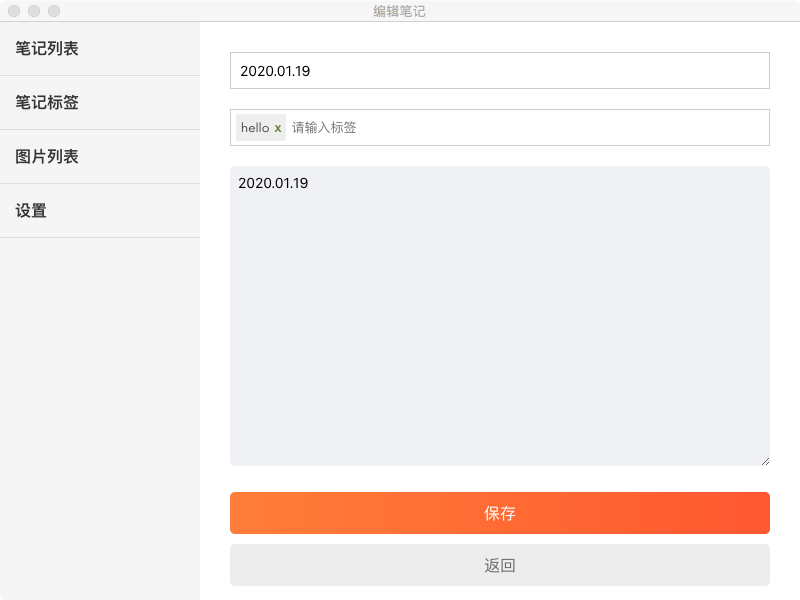 编辑笔记
笔记列表
笔记标签
图片列表
设置
2020.01.19
hello x 请输入标签
2020.01.19
保存
返回